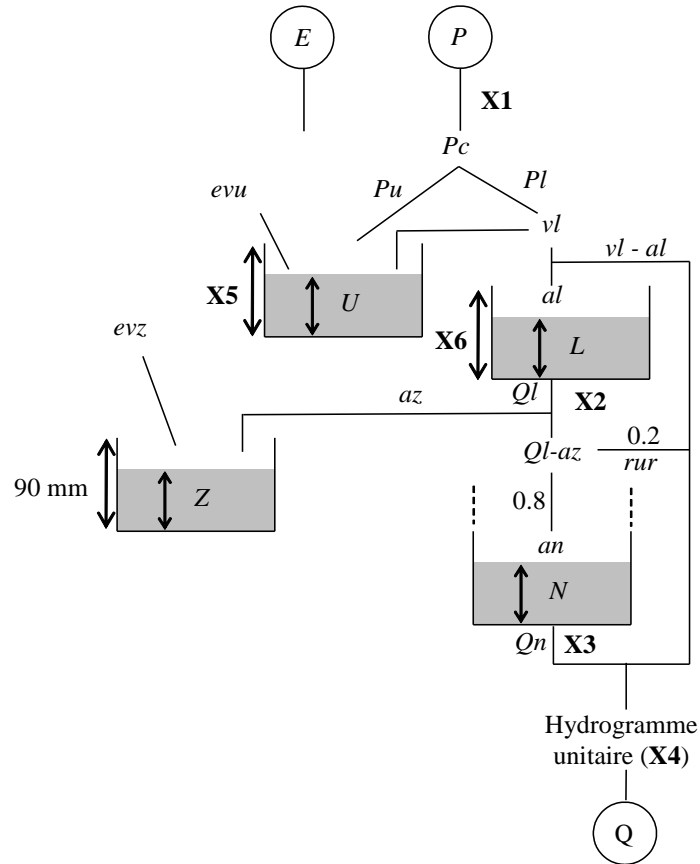 E
P
X1
Pc
evu
Pu
Pl
vl
vl - al
X5
U
al
evz
X6
L
az
Ql
X2
0.2
90 mm
Z
Ql-az
rur
0.8
an
N
Qn
X3
Hydrogramme
unitaire (X4)
Q